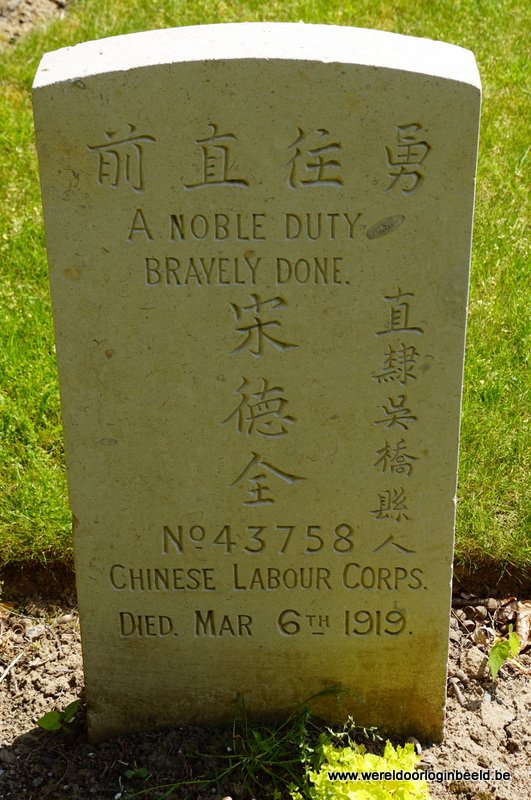 勇往直前
A NOBLE DUTY
BRAVELY DONE.
直隸吳橋縣人
宋德全
No 43758
CHINESE LABOUR CORPS.
DIED. MAR 6TH 1919.
www.wereldoorloginbeeld.be